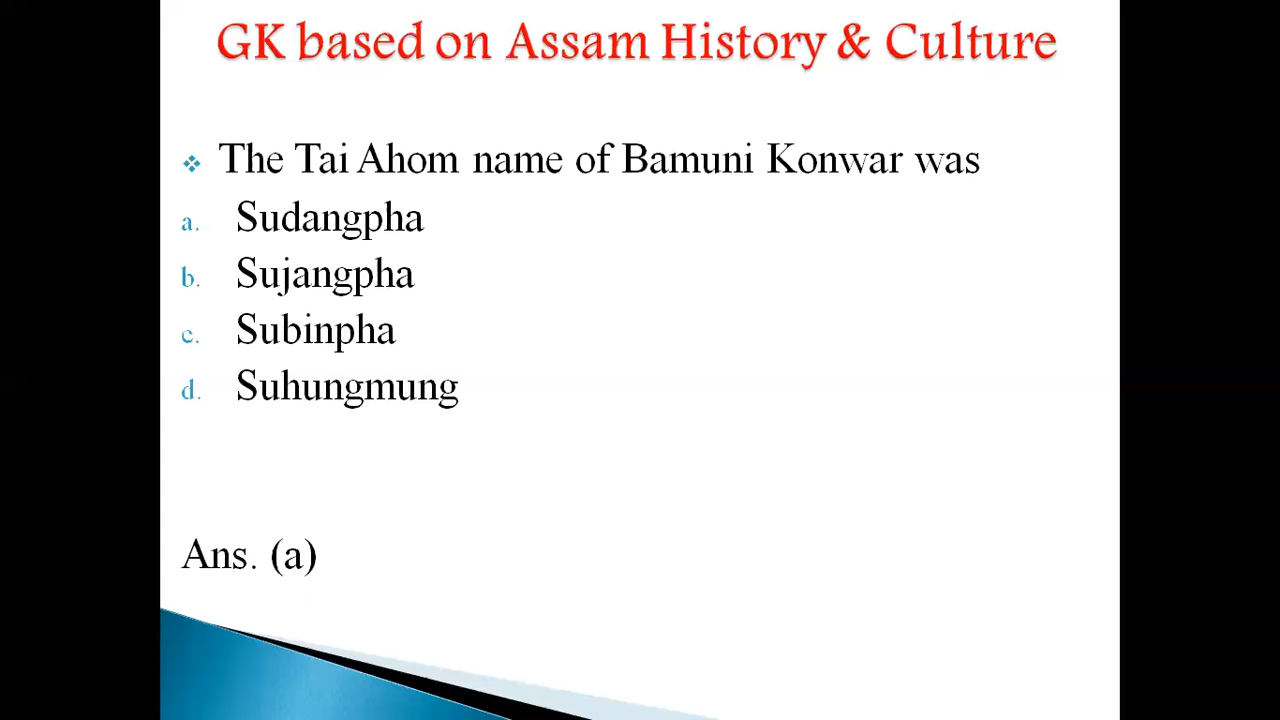 GK based on Assam History & Culture
❖ The Tai Ahom name of Bamuni Konwar was
a. Sudangpha
b. Sujangpha
c. Subinpha
d. Suhungmung
Ans. (a)